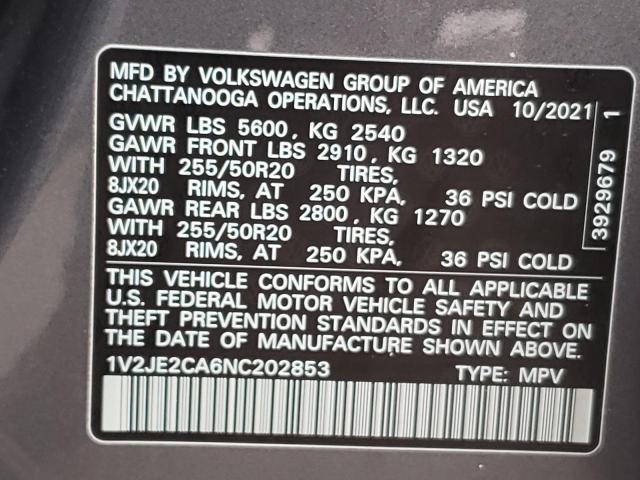 MFD BY VOLKSWAGEN GROUP OF AMERICA
CHATTANOOGA OPERATIONS, LLC. USA 10/2021
GVWR LBS 5600, KG 2540
GAWR FRONT LBS 2910, KG 1320
WITH 255/50R20 TIRES,
8JX20 RIMS, AT 250 KPA, 36 PSI COLD
GAWR REAR LBS 2800, KG 1270
WITH 255/50R20 TIRES,
8JX20 RIMS, AT 250 KPA, 36 PSI COLD
THIS VEHICLE CONFORMS TO ALL APPLICABLE
U.S. FEDERAL MOTOR VEHICLE SAFETY AND
THEFT PREVENTION STANDARDS IN EFFECT ON
THE DATE OF MANUFACTURE SHOWN ABOVE.
1V2JE2CA6NC202853 TYPE: MPV
3929679 1